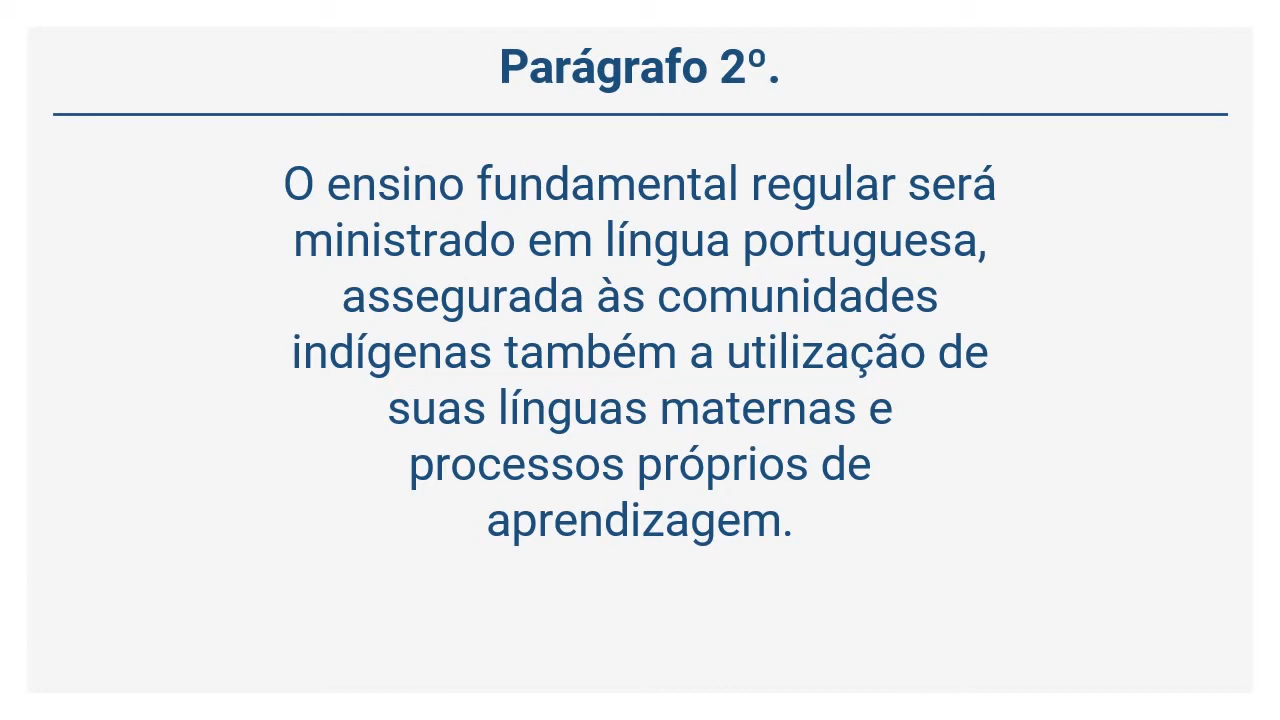 Parágrafo 2º.
O ensino fundamental regular será
ministrado em língua portuguesa,
assegurada às comunidades
indígenas também a utilização de
suas línguas maternas e
processos próprios de
aprendizagem.